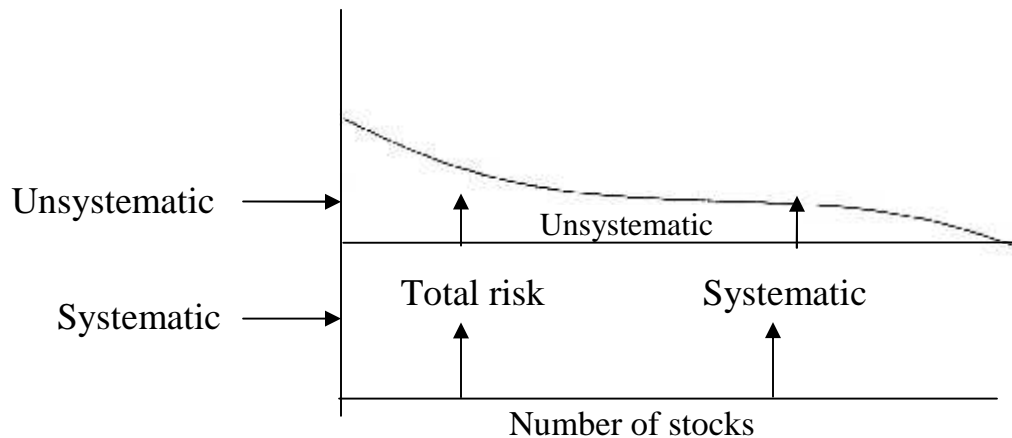 Unsystematic
Unsystematic
Total risk
Systematic
Systematic
Number of stocks